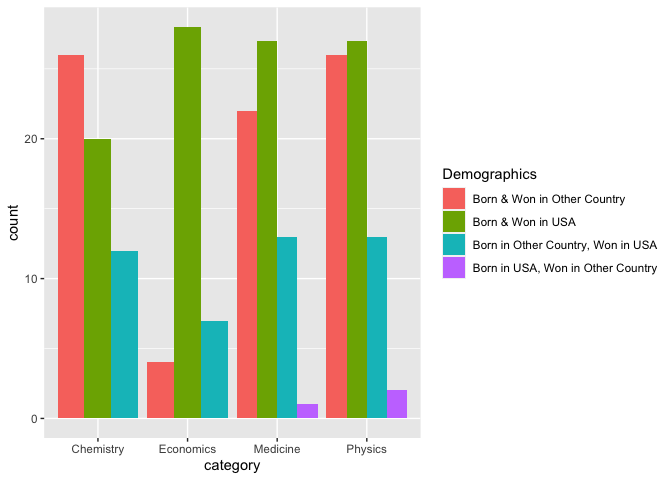 20
10
0
count
Chemistry Economics Medicine Physics
category
Demographics
Born & Won in Other Country
Born & Won in USA
Born in Other Country, Won in USA
Born in USA, Won in Other Country